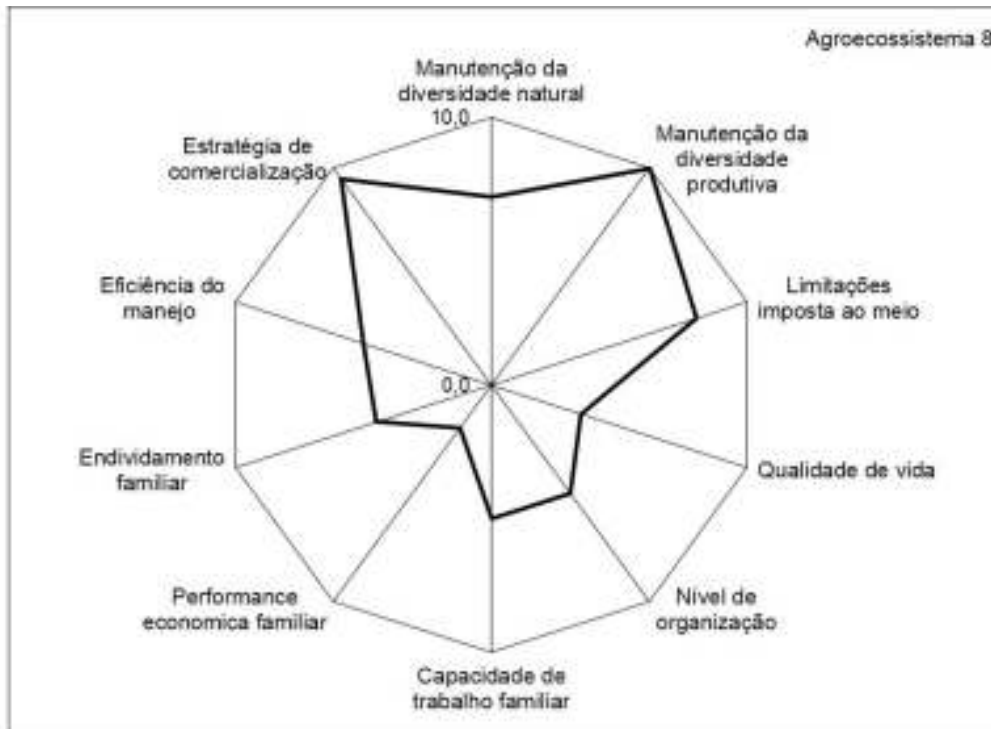 Agroecossistema 8
Manutenção da
diversidade natural
10,0
Manutenção da
diversidade
produtiva
Estratégia de
comercialização
Limitações
imposta ao meio
Eficiência do
manejo
0,0
Qualidade de vida
Endividamento
familiar
Nível de
organização
Performance
economica familiar
Capacidade de
trabalho familiar